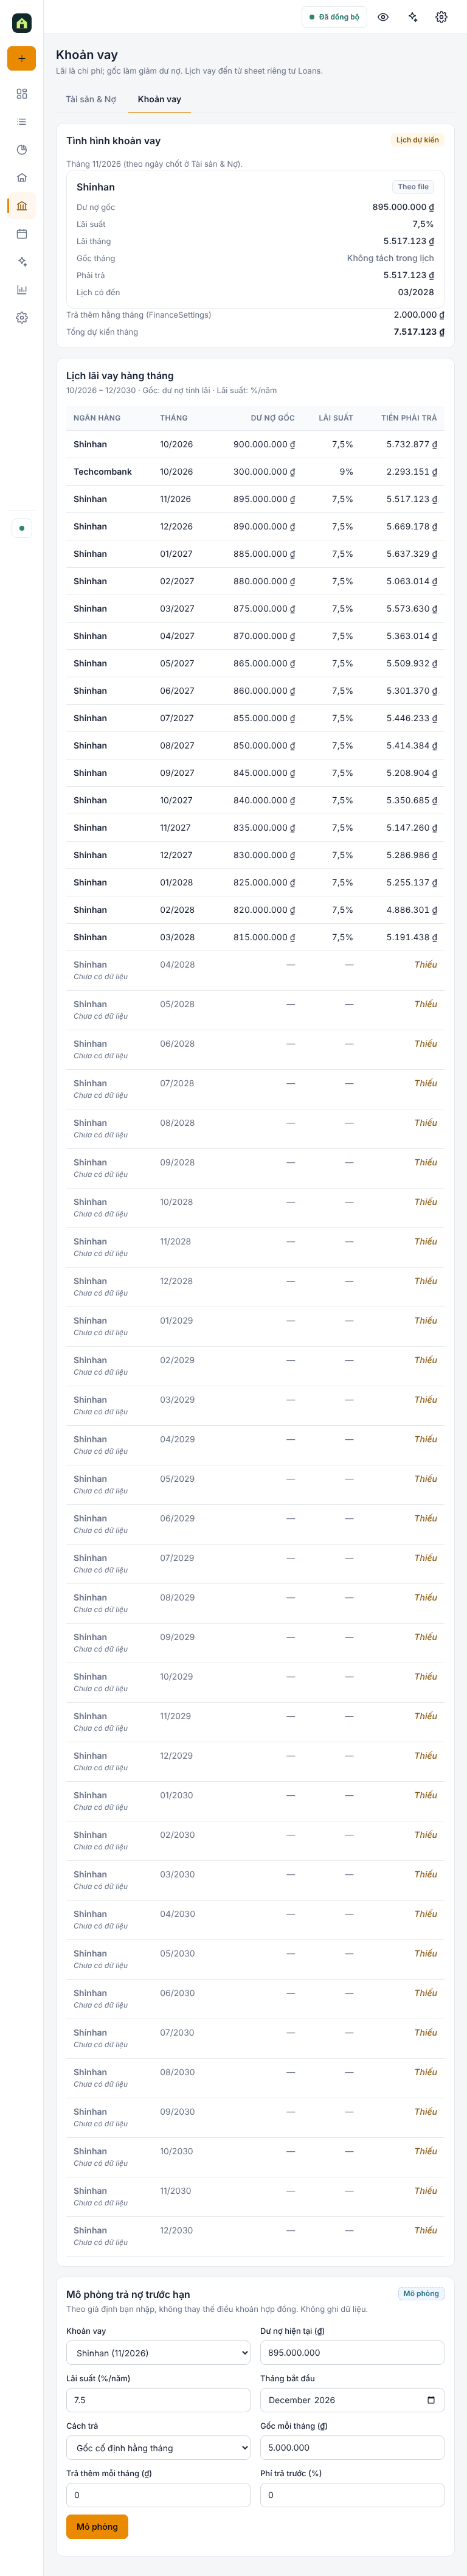 Đã đồng bộ
Khoản vay
Lãi là chi phí; gốc làm giảm dư nợ. Lịch vay đến từ sheet riêng tư Loans.
Tài sản & Nợ
Khoản vay
Tình hình khoản vay
Lịch dự kiến
Tháng 11/2026 (theo ngày chốt ở Tài sản & Nợ).
Shinhan
Theo file
Dư nợ gốc 895.000.000 ₫
Lãi suất 7,5%
Lãi tháng 5.517.123 ₫
Gốc tháng Không tách trong lịch
Phải trả 5.517.123 ₫
Lịch có đến 03/2028
Trả thêm hằng tháng (FinanceSettings) 2.000.000 ₫
Tổng dự kiến tháng 7.517.123 ₫
Lịch lãi vay hàng tháng
10/2026 – 12/2030 · Gốc: dư nợ tính lãi · Lãi suất: %/năm
NGÂN HÀNG THÁNG DƯ NỢ GỐC LÃI SUẤT TIỀN PHẢI TRẢ
Shinhan 10/2026 900.000.000 ₫ 7,5% 5.732.877 ₫
Techcombank 10/2026 300.000.000 ₫ 9% 2.293.151 ₫
Shinhan 11/2026 895.000.000 ₫ 7,5% 5.517.123 ₫
Shinhan 12/2026 890.000.000 ₫ 7,5% 5.669.178 ₫
Shinhan 01/2027 885.000.000 ₫ 7,5% 5.637.329 ₫
Shinhan 02/2027 880.000.000 ₫ 7,5% 5.063.014 ₫
Shinhan 03/2027 875.000.000 ₫ 7,5% 5.573.630 ₫
Shinhan 04/2027 870.000.000 ₫ 7,5% 5.363.014 ₫
Shinhan 05/2027 865.000.000 ₫ 7,5% 5.509.932 ₫
Shinhan 06/2027 860.000.000 ₫ 7,5% 5.301.370 ₫
Shinhan 07/2027 855.000.000 ₫ 7,5% 5.446.233 ₫
Shinhan 08/2027 850.000.000 ₫ 7,5% 5.414.384 ₫
Shinhan 09/2027 845.000.000 ₫ 7,5% 5.208.904 ₫
Shinhan 10/2027 840.000.000 ₫ 7,5% 5.350.685 ₫
Shinhan 11/2027 835.000.000 ₫ 7,5% 5.147.260 ₫
Shinhan 12/2027 830.000.000 ₫ 7,5% 5.286.986 ₫
Shinhan 01/2028 825.000.000 ₫ 7,5% 5.255.137 ₫
Shinhan 02/2028 820.000.000 ₫ 7,5% 4.886.301 ₫
Shinhan 03/2028 815.000.000 ₫ 7,5% 5.191.438 ₫
Shinhan 04/2028 — — Thiếu
Chưa có dữ liệu
Shinhan 05/2028 — — Thiếu
Chưa có dữ liệu
Shinhan 06/2028 — — Thiếu
Chưa có dữ liệu
Shinhan 07/2028 — — Thiếu
Chưa có dữ liệu
Shinhan 08/2028 — — Thiếu
Chưa có dữ liệu
Shinhan 09/2028 — — Thiếu
Chưa có dữ liệu
Shinhan 10/2028 — — Thiếu
Chưa có dữ liệu
Shinhan 11/2028 — — Thiếu
Chưa có dữ liệu
Shinhan 12/2028 — — Thiếu
Chưa có dữ liệu
Shinhan 01/2029 — — Thiếu
Chưa có dữ liệu
Shinhan 02/2029 — — Thiếu
Chưa có dữ liệu
Shinhan 03/2029 — — Thiếu
Chưa có dữ liệu
Shinhan 04/2029 — — Thiếu
Chưa có dữ liệu
Shinhan 05/2029 — — Thiếu
Chưa có dữ liệu
Shinhan 06/2029 — — Thiếu
Chưa có dữ liệu
Shinhan 07/2029 — — Thiếu
Chưa có dữ liệu
Shinhan 08/2029 — — Thiếu
Chưa có dữ liệu
Shinhan 09/2029 — — Thiếu
Chưa có dữ liệu
Shinhan 10/2029 — — Thiếu
Chưa có dữ liệu
Shinhan 11/2029 — — Thiếu
Chưa có dữ liệu
Shinhan 12/2029 — — Thiếu
Chưa có dữ liệu
Shinhan 01/2030 — — Thiếu
Chưa có dữ liệu
Shinhan 02/2030 — — Thiếu
Chưa có dữ liệu
Shinhan 03/2030 — — Thiếu
Chưa có dữ liệu
Shinhan 04/2030 — — Thiếu
Chưa có dữ liệu
Shinhan 05/2030 — — Thiếu
Chưa có dữ liệu
Shinhan 06/2030 — — Thiếu
Chưa có dữ liệu
Shinhan 07/2030 — — Thiếu
Chưa có dữ liệu
Shinhan 08/2030 — — Thiếu
Chưa có dữ liệu
Shinhan 09/2030 — — Thiếu
Chưa có dữ liệu
Shinhan 10/2030 — — Thiếu
Chưa có dữ liệu
Shinhan 11/2030 — — Thiếu
Chưa có dữ liệu
Shinhan 12/2030 — — Thiếu
Chưa có dữ liệu
Mô phỏng trả nợ trước hạn
Mô phỏng
Theo giả định bạn nhập, không thay thế điều khoản hợp đồng. Không ghi dữ liệu.
Khoản vay Dư nợ hiện tại (₫)
Shinhan (11/2026) 895.000.000
Lãi suất (%/năm) Tháng bắt đầu
7.5 December 2026
Cách trả Gốc mỗi tháng (₫)
Gốc cố định hằng tháng 5.000.000
Trả thêm mỗi tháng (₫) Phí trả trước (%)
0 0
Mô phỏng